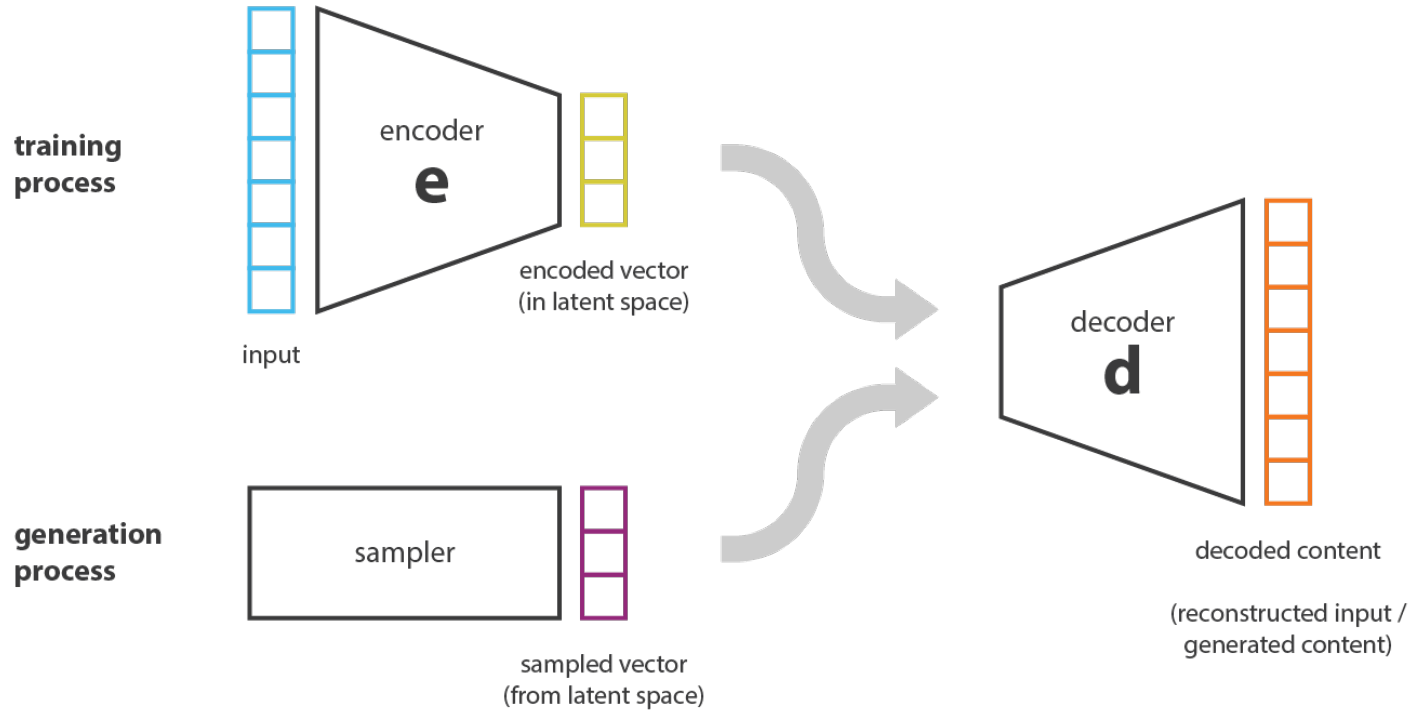 training
process
encoder
e
encoded vector
(in latent space)
input
decoder
d
generation
process
sampler
sampled vector
(from latent space)
decoded content
(reconstructed input /
generated content)